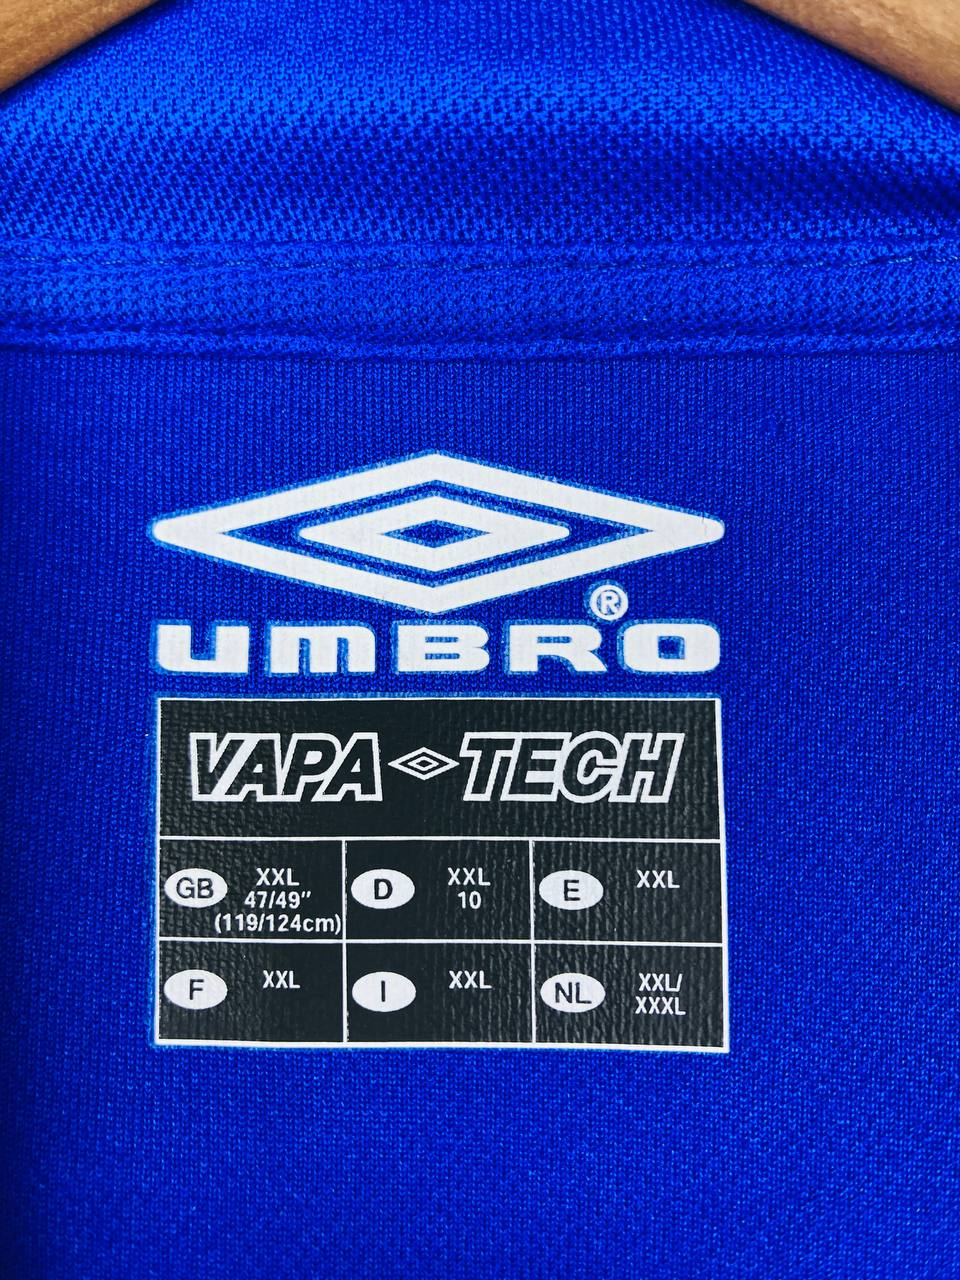 ®
UMBRO
VAPA TECH
GB XXL
47/49"
(119/124cm)
D XXL
10
E XXL
F XXL
I XXL
NL XXL/
XXXL